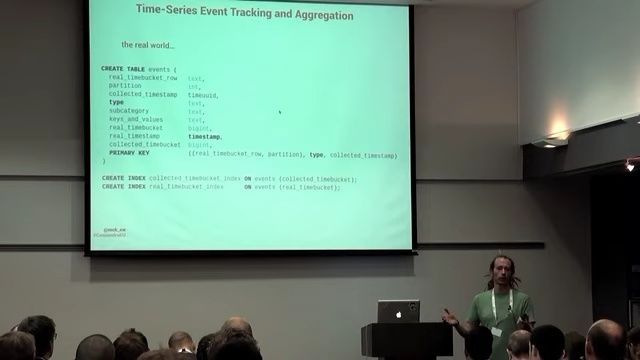 Time-Series Event Tracking and Aggregation
the real world...
CREATE TABLE events (
real_timebucket_row text,
partition int,
collected_timestamp timeuuid,
type text,
subcategory text,
keys_and_values text,
real_timebucket bigint,
real_timestamp timestamp,
collected_timebucket bigint,
PRIMARY KEY ((real_timebucket_row, partition), type, collected_timestamp)
)
CREATE INDEX collected_timebucket_index ON events (collected_timebucket);
CREATE INDEX real_timebucket_index ON events (real_timebucket);
@mck_sw